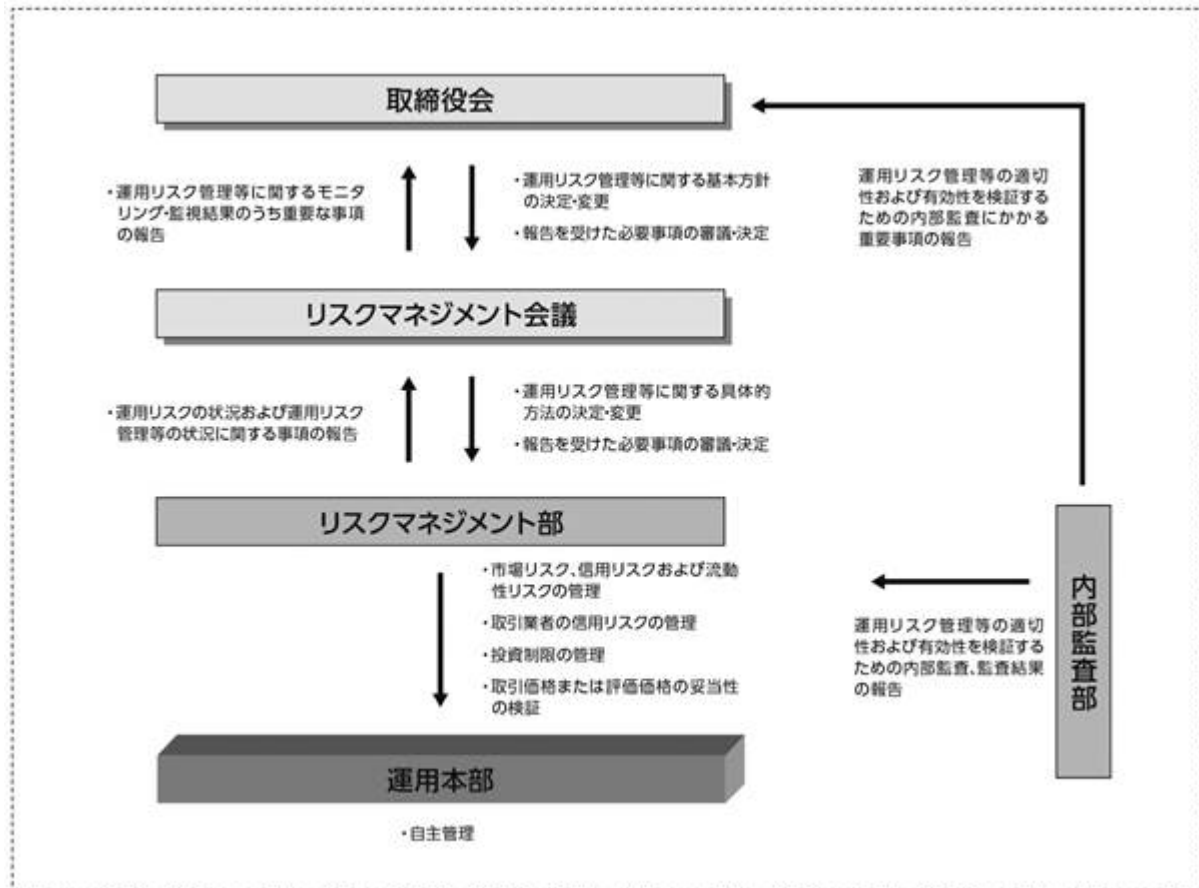 取締役会
・運用リスク管理等に関するモニタ
リング・監視結果のうち重要な事項
の報告
・運用リスク管理等に関する基本方針
の決定・変更
・報告を受けた必要事項の審議・決定
運用リスク管理等の適切
性および有効性を検証する
ための内部監査にかかる
重要事項の報告
リスクマネジメント会議
・運用リスクの状況および運用リスク
管理等の状況に関する事項の報告
・運用リスク管理等に関する具体的
方法の決定・変更
・報告を受けた必要事項の審議・決定
リスクマネジメント部
・市場リスク、信用リスクおよび流動
性リスクの管理
・取引業者の信用リスクの管理
・投資制限の管理
・取引価格または評価価格の妥当性
の検証
運用リスク管理等の適切
性および有効性を検証する
ための内部監査、監査結果
の報告
内部監査部
運用本部
・自主管理